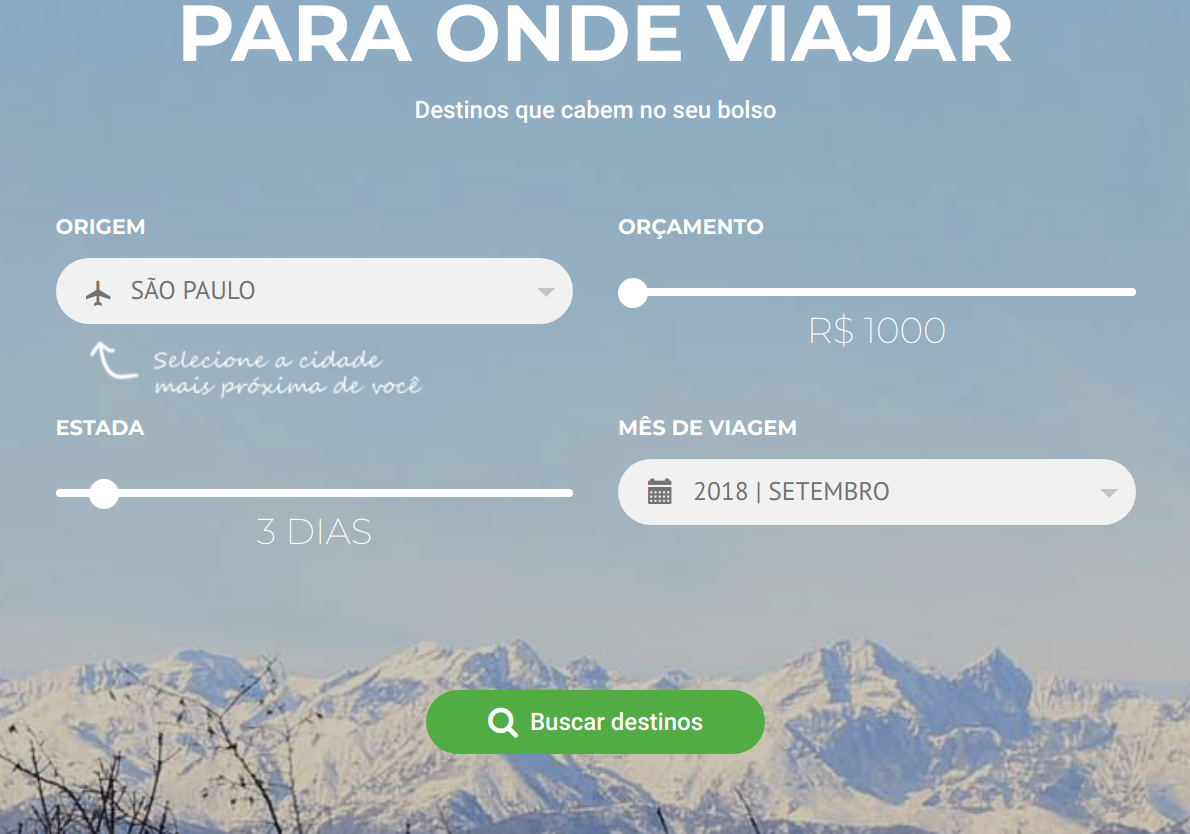 PARA ONDE VIAJAR
Destinos que cabem no seu bolso
ORIGEM
SÃO PAULO
Selecione a cidade
mais próxima de você
ORÇAMENTO
R$ 1000
ESTADA
3 DIAS
MÊS DE VIAGEM
2018 | SETEMBRO
Buscar destinos